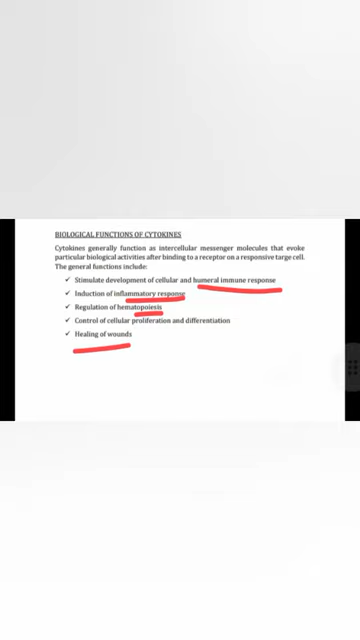 BIOLOGICAL FUNCTIONS OF CYTOKINES
Cytokines generally function as intercellular messenger molecules that evoke
particular biological activities after binding to a receptor on a responsive targe cell.
The general functions include:
✓ Stimulate development of cellular and humeral immune response
✓ Induction of inflammatory response
✓ Regulation of hematopoiesis
✓ Control of cellular proliferation and differentiation
✓ Healing of wounds